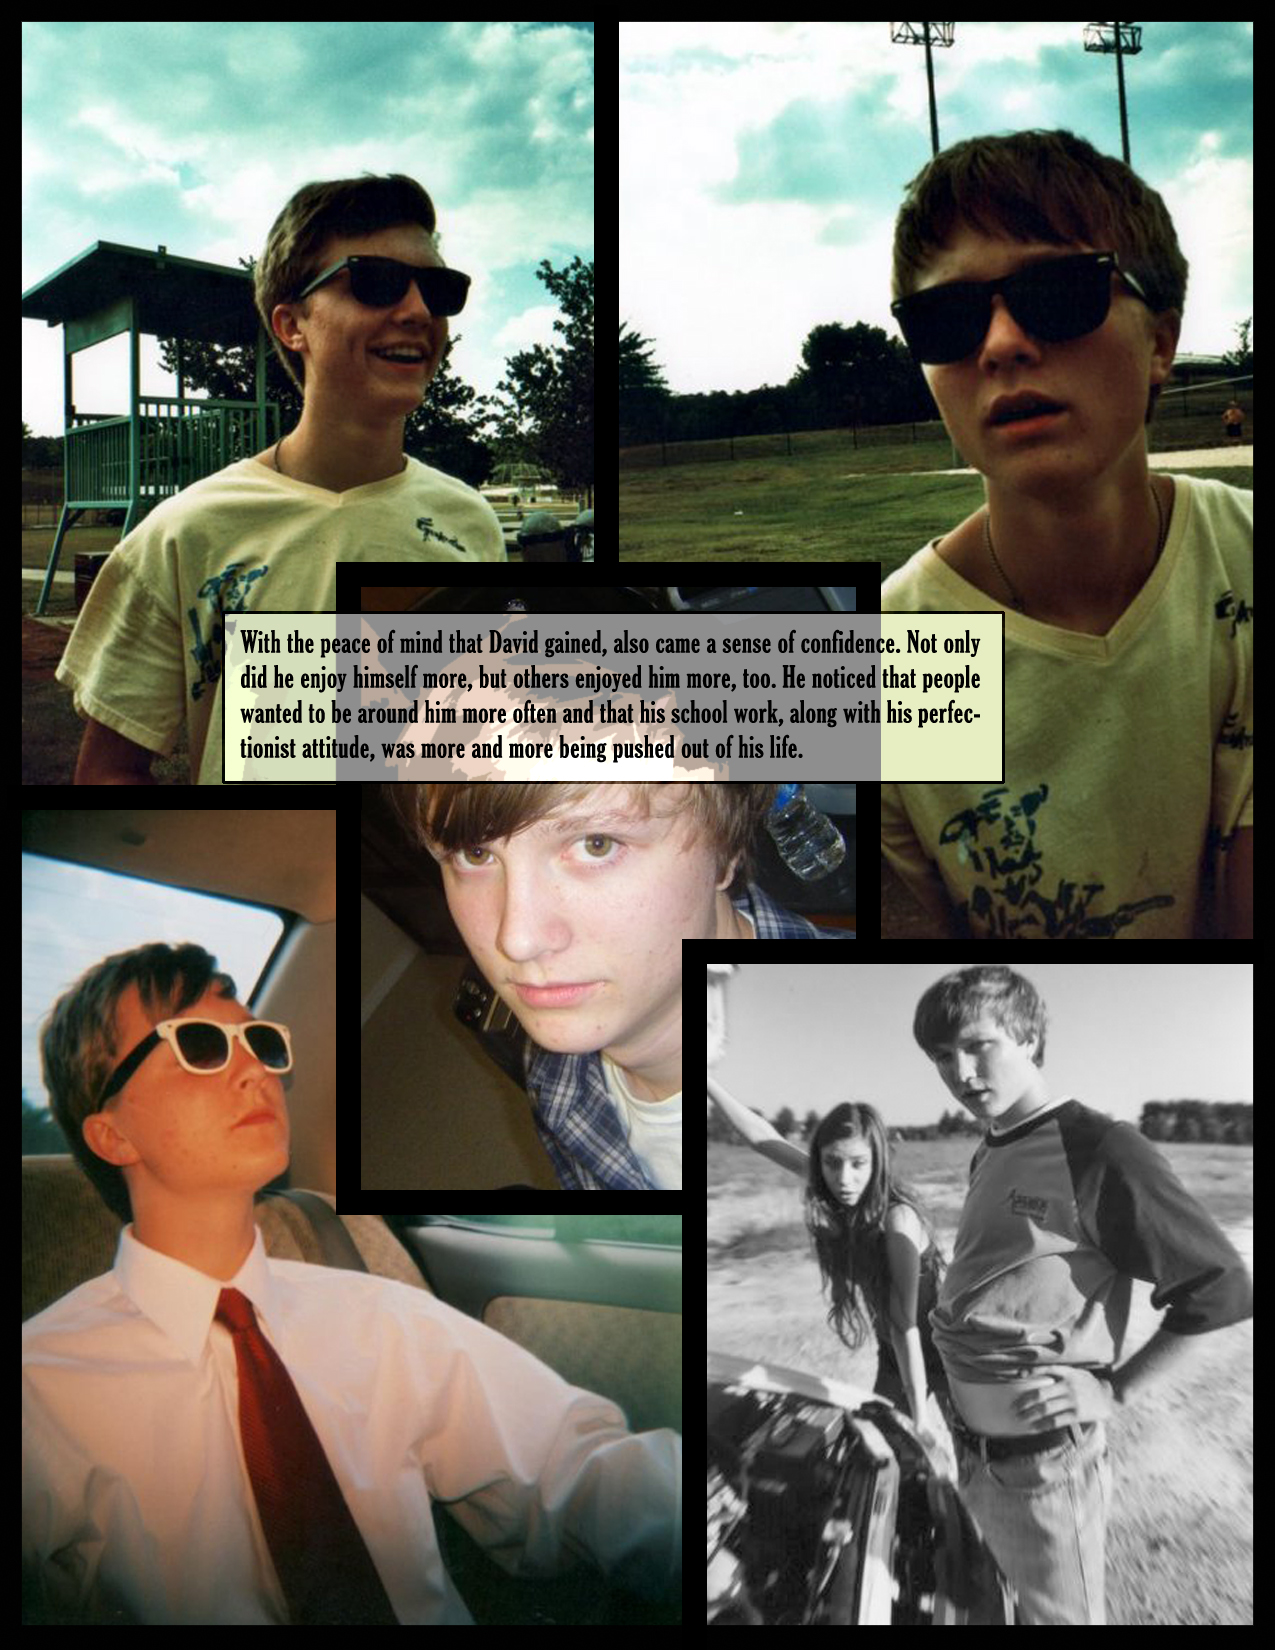 With the peace of mind that David gained, also came a sense of confidence. Not only
did he enjoy himself more, but others enjoyed him more, too. He noticed that people
wanted to be around him more often and that his school work, along with his perfec-
tionist attitude, was more and more being pushed out of his life.